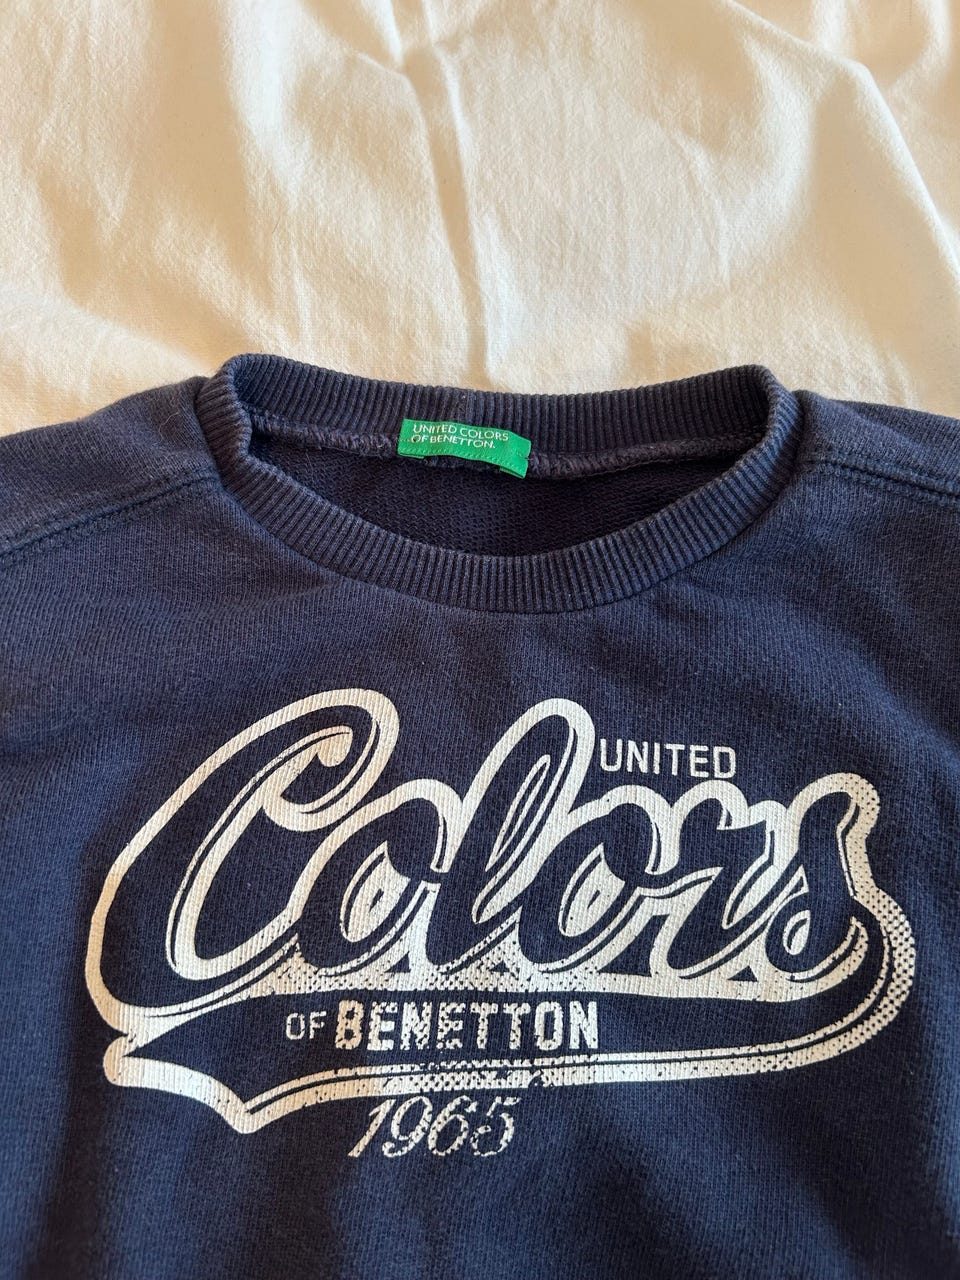 UNITED COLORS
OF BENETTON.
UNITED
Colors
OF BENETTON
1965